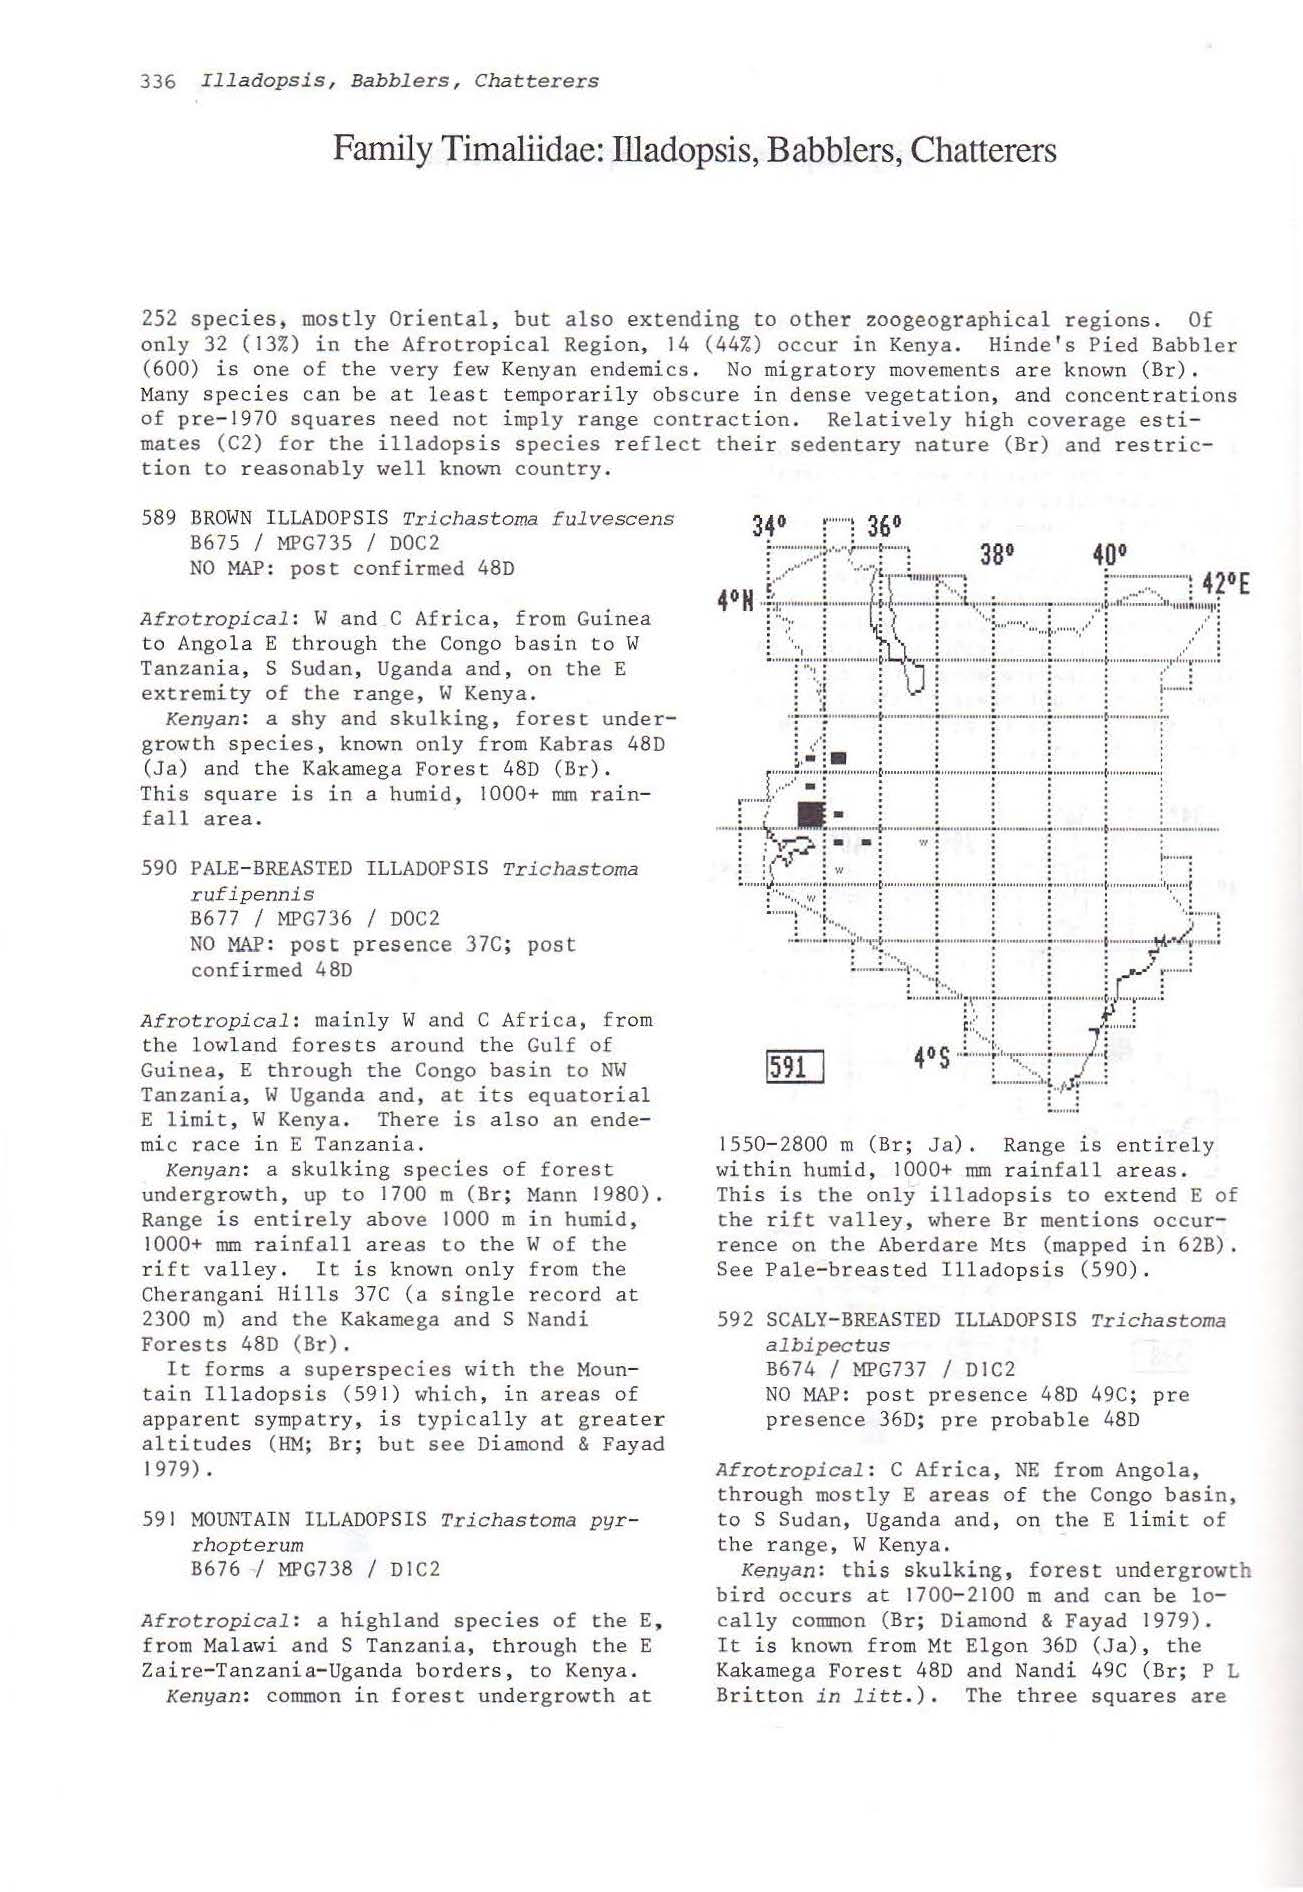 336 Illadopsis, Babblers, Chatterers
Family Timaliidae: Illadopsis, Babblers, Chatterers
252 species, mostly Oriental, but also extending to other zoogeographical regions. Of
only 32 (13%) in the Afrotropical Region, 14 (44%) occur in Kenya. Hinde's Pied Babbler
(600) is one of the very few Kenyan endemics. No migratory movements are known (Br).
Many species can be at least temporarily obscure in dense vegetation, and concentrations
of pre-1970 squares need not imply range contraction. Relatively high coverage esti-
mates (C2) for the illadopsis species reflect their sedentary nature (Br) and restric-
tion to reasonably well known country.
589 BROWN ILLADOPSIS Trichastoma fulvescens
B675 / MPG735 / D0C2
NO MAP: post confirmed 48D
Afrotropical: W and C Africa, from Guinea
to Angola E through the Congo basin to W
Tanzania, S Sudan, Uganda and, on the E
extremity of the range, W Kenya.
Kenyan: a shy and skulking, forest under-
growth species, known only from Kabras 48D
(Ja) and the Kakamega Forest 48D (Br).
This square is in a humid, 1000+ mm rain-
fall area.
590 PALE-BREASTED ILLADOPSIS Trichastoma
rufipennis
B677 / MPG736 / D0C2
NO MAP: post presence 37C; post
confirmed 48D
Afrotropical: mainly W and C Africa, from
the lowland forests around the Gulf of
Guinea, E through the Congo basin to NW
Tanzania, W Uganda and, at its equatorial
E limit, W Kenya. There is also an ende-
mic race in E Tanzania.
Kenyan: a skulking species of forest
undergrowth, up to 1700 m (Br; Mann 1980).
Range is entirely above 1000 m in humid,
1000+ mm rainfall areas to the W of the
rift valley. It is known only from the
Cherangani Hills 37C (a single record at
2300 m) and the Kakamega and S Nandi
Forests 48D (Br).
It forms a superspecies with the Moun-
tain Illadopsis (591) which, in areas of
apparent sympatry, is typically at greater
altitudes (HM; Br; but see Diamond & Fayad
1979).
591 MOUNTAIN ILLADOPSIS Trichastoma pyr-
rhopterum
B676 / MPG738 / D1C2
Afrotropical: a highland species of the E,
from Malawi and S Tanzania, through the E
Zaire-Tanzania-Uganda borders, to Kenya.
Kenyan: common in forest undergrowth at
34° 36°
38° 40°
42°E
4°N
W
W
W
4°S
591
1550-2800 m (Br; Ja). Range is entirely
within humid, 1000+ mm rainfall areas.
This is the only illadopsis to extend E of
the rift valley, where Br mentions occur-
rence on the Aberdare Mts (mapped in 62B).
See Pale-breasted Illadopsis (590).
592 SCALY-BREASTED ILLADOPSIS Trichastoma
albipectus
B674 / MPG737 / D1C2
NO MAP: post presence 48D 49C; pre
presence 36D; pre probable 48D
Afrotropical: C Africa, NE from Angola,
through mostly E areas of the Congo basin,
to S Sudan, Uganda and, on the E limit of
the range, W Kenya.
Kenyan: this skulking, forest undergrowth
bird occurs at 1700-2100 m and can be lo-
cally common (Br; Diamond & Fayad 1979).
It is known from Mt Elgon 36D (Ja), the
Kakamega Forest 48D and Nandi 49C (Br; P L
Britton in litt.). The three squares are